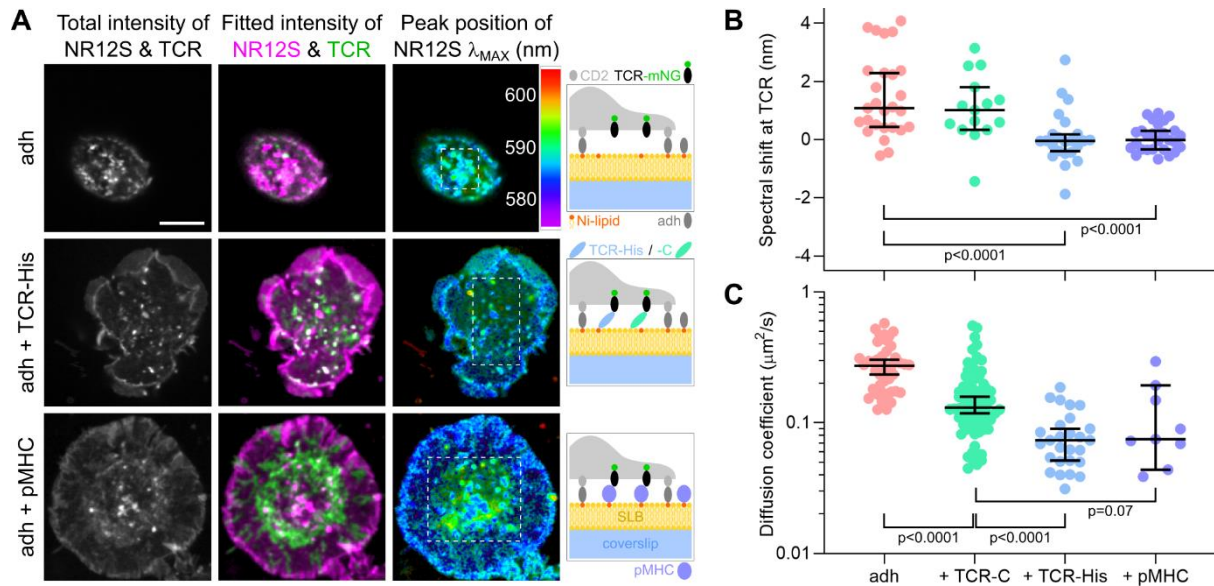 A
Total intensity of
NR12S & TCR
Fitted intensity of
NR12S & TCR
Peak position of
NR12S λMAX (nm)
adh
600
590
580
CD2 TCR-mNG
Ni-lipid adh
adh + TCR-His
TCR-His / -C
adh + pMHC
SLB
coverslip
pMHC
B
Spectral shift at TCR (nm)
4
2
0
-2
-4
p<0.0001
p<0.0001
C
Diffusion coefficient (μm²/s)
1
0.1
0.01
p=0.07
p<0.0001 p<0.0001
adh + TCR-C + TCR-His + pMHC